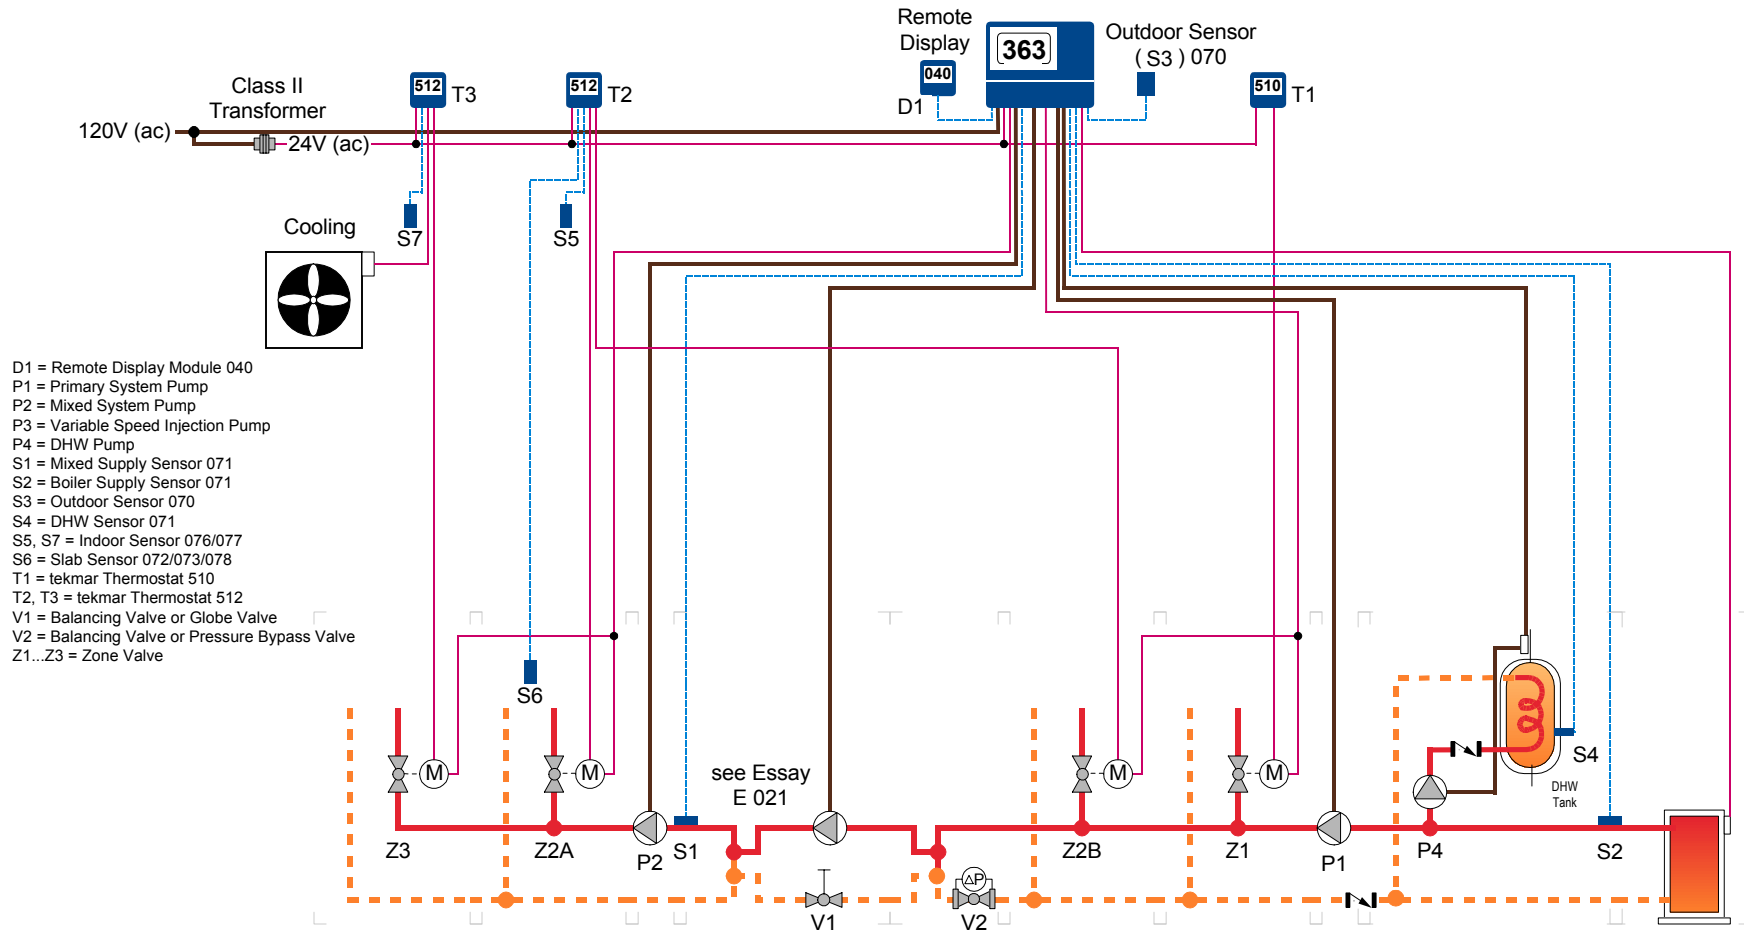 Remote
Display
363
Outdoor Sensor
( S3 ) 070
040
D1
Class II
Transformer
512
T3
512
T2
510
T1
120V (ac)
24V (ac)
S7
S5
Cooling
D1 = Remote Display Module 040
P1 = Primary System Pump
P2 = Mixed System Pump
P3 = Variable Speed Injection Pump
P4 = DHW Pump
S1 = Mixed Supply Sensor 071
S2 = Boiler Supply Sensor 071
S3 = Outdoor Sensor 070
S4 = DHW Sensor 071
S5, S7 = Indoor Sensor 076/077
S6 = Slab Sensor 072/073/078
T1 = tekmar Thermostat 510
T2, T3 = tekmar Thermostat 512
V1 = Balancing Valve or Globe Valve
V2 = Balancing Valve or Pressure Bypass Valve
Z1...Z3 = Zone Valve
S6
S4
see Essay
E 021
M
M
M
M
DHW
Tank
Z3
Z2A
P2
S1
Z2B
Z1
P1
P4
S2
ΔP
V1
V2